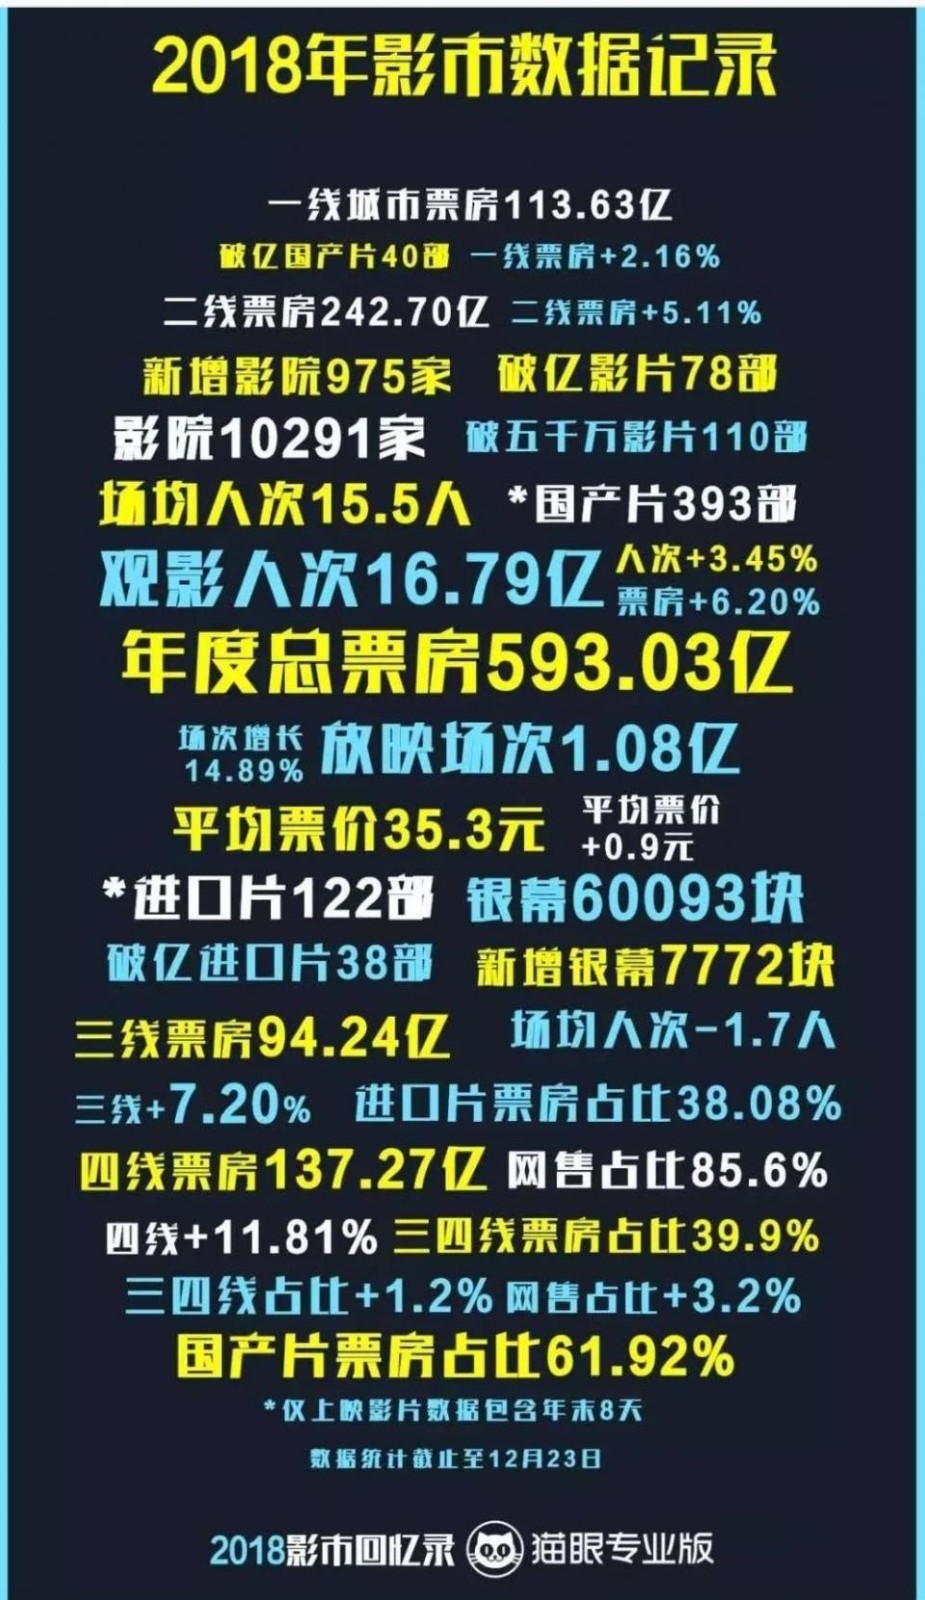 2018年影市数据记录
一线城市票房113.63亿
破亿国产片40部 一线票房+2.16%
二线票房242.70亿 二线票房+5.11%
新增影院975家 破亿影片78部
影院10291家 破五千万影片110部
场均人次15.5人 *国产片393部
观影人次16.79亿 人次+3.45%
票房+6.20%
年度总票房593.03亿
场次增长
14.89% 放映场次1.08亿
平均票价35.3元 平均票价
+0.9元
*进口片122部 银幕60093块
破亿进口片38部 新增银幕7772块
三线票房94.24亿 场均人次-1.7人
三线+7.20% 进口片票房占比38.08%
四线票房137.27亿 网售占比85.6%
四线+11.81% 三四线票房占比39.9%
三四线占比+1.2% 网售占比+3.2%
国产片票房占比61.92%
*仅上映影片数据包含年末8天
数据统计截止至12月23日
2018影市回忆录 猫眼专业版